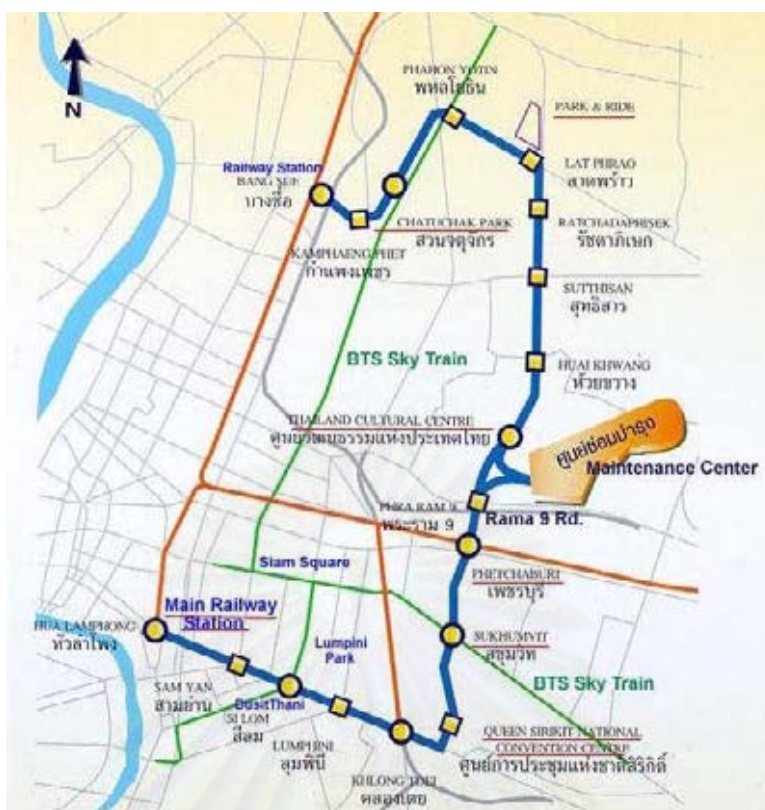 N
PHAHON YOTIN
พหลโยธิน
PARK & RIDE
Railway Station
BANG SUE
บางซื่อ
LAT PHRAO
ลาดพร้าว
CHATUCHAK PARK
สวนจตุจักร
RATCHADAPHISEK
รัชดาภิเษก
KAMPHAENG PHET
กำแพงเพชร
SUTTHISAN
สุทธิสาร
BTS Sky Train
HUAI KHWANG
ห้วยขวาง
THAILAND CULTURAL CENTRE
ศูนย์วัฒนธรรมแห่งประเทศไทย
ศูนย์ซ่อมบำรุง
Maintenance Center
PHRA RAM 9
พระราม 9
Rama 9 Rd.
Siam Square
PHETCHABURI
เพชรบุรี
Main Railway
Station
HUA LAMPHONG
หัวลำโพง
SUKHUMVIT
สุขุมวิท
Lumpini
Park
BTS Sky Train
SAM YAN
สามย่าน
DusitThani
SI LOM
สีลม
LUMPHINI
ลุมพินี
QUEEN SIRIKIT NATIONAL
CONVENTION CENTRE
ศูนย์การประชุมแห่งชาติสิริกิติ์
KHLONG TOEI
คลองเตย